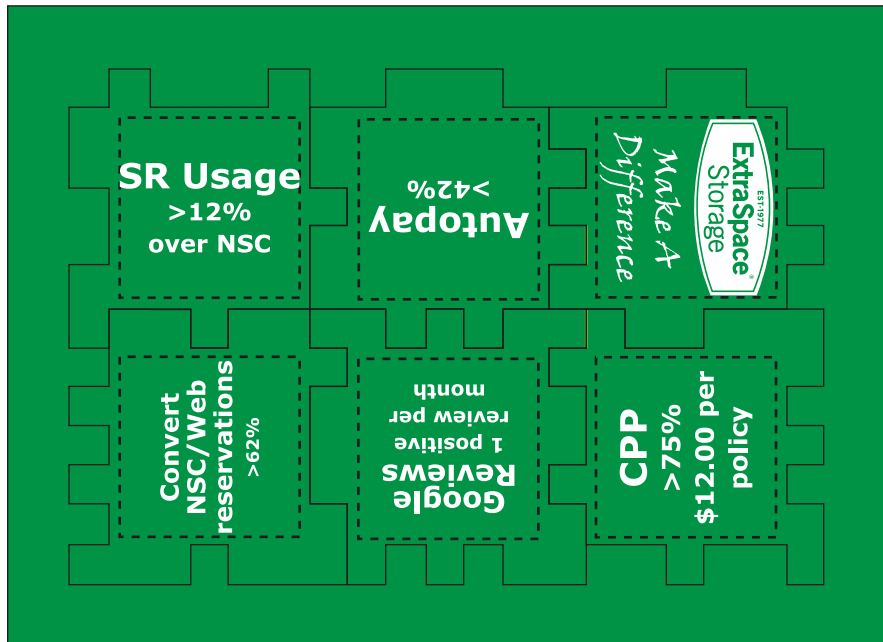 SR Usage
>12%
over NSC
Autopay
>42%
EST·1977
ExtraSpace®
Storage
Make A
Difference
Convert
NSC/Web
reservations
>62%
Google
Reviews
1 positive
review per
month
CPP
>75%
$12.00 per
policy